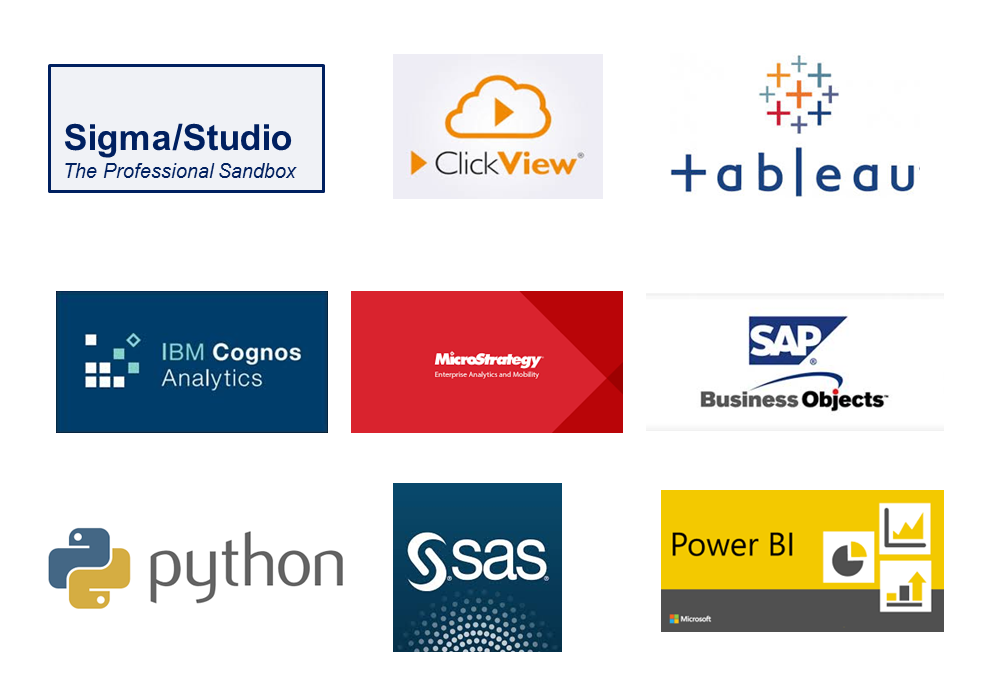 Sigma/Studio
The Professional Sandbox
ClickView®
tableau
IBM Cognos
Analytics
MicroStrategy
Enterprise Analytics and Mobility
SAP®
Business Objects™
python
sas®
Power BI
Microsoft